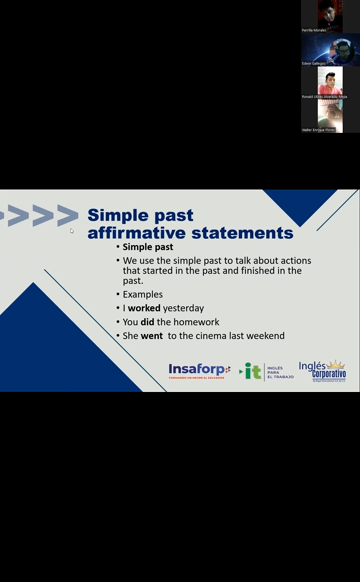 Edwin Gallegos
>>>> Simple past
affirmative statements
• Simple past
• We use the simple past to talk about actions
that started in the past and finished in the
past.
• Examples
• I worked yesterday
• You did the homework
• She went to the cinema last weekend
Insaforp
it
INGLÉS
PARA
EL TRABAJO
Inglés
Corporativo